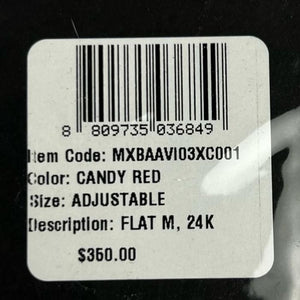 8 809735 036849
Item Code: MXBAAVI03XC001
Color: CANDY RED
Size: ADJUSTABLE
Description: FLAT M, 24K
$350.00